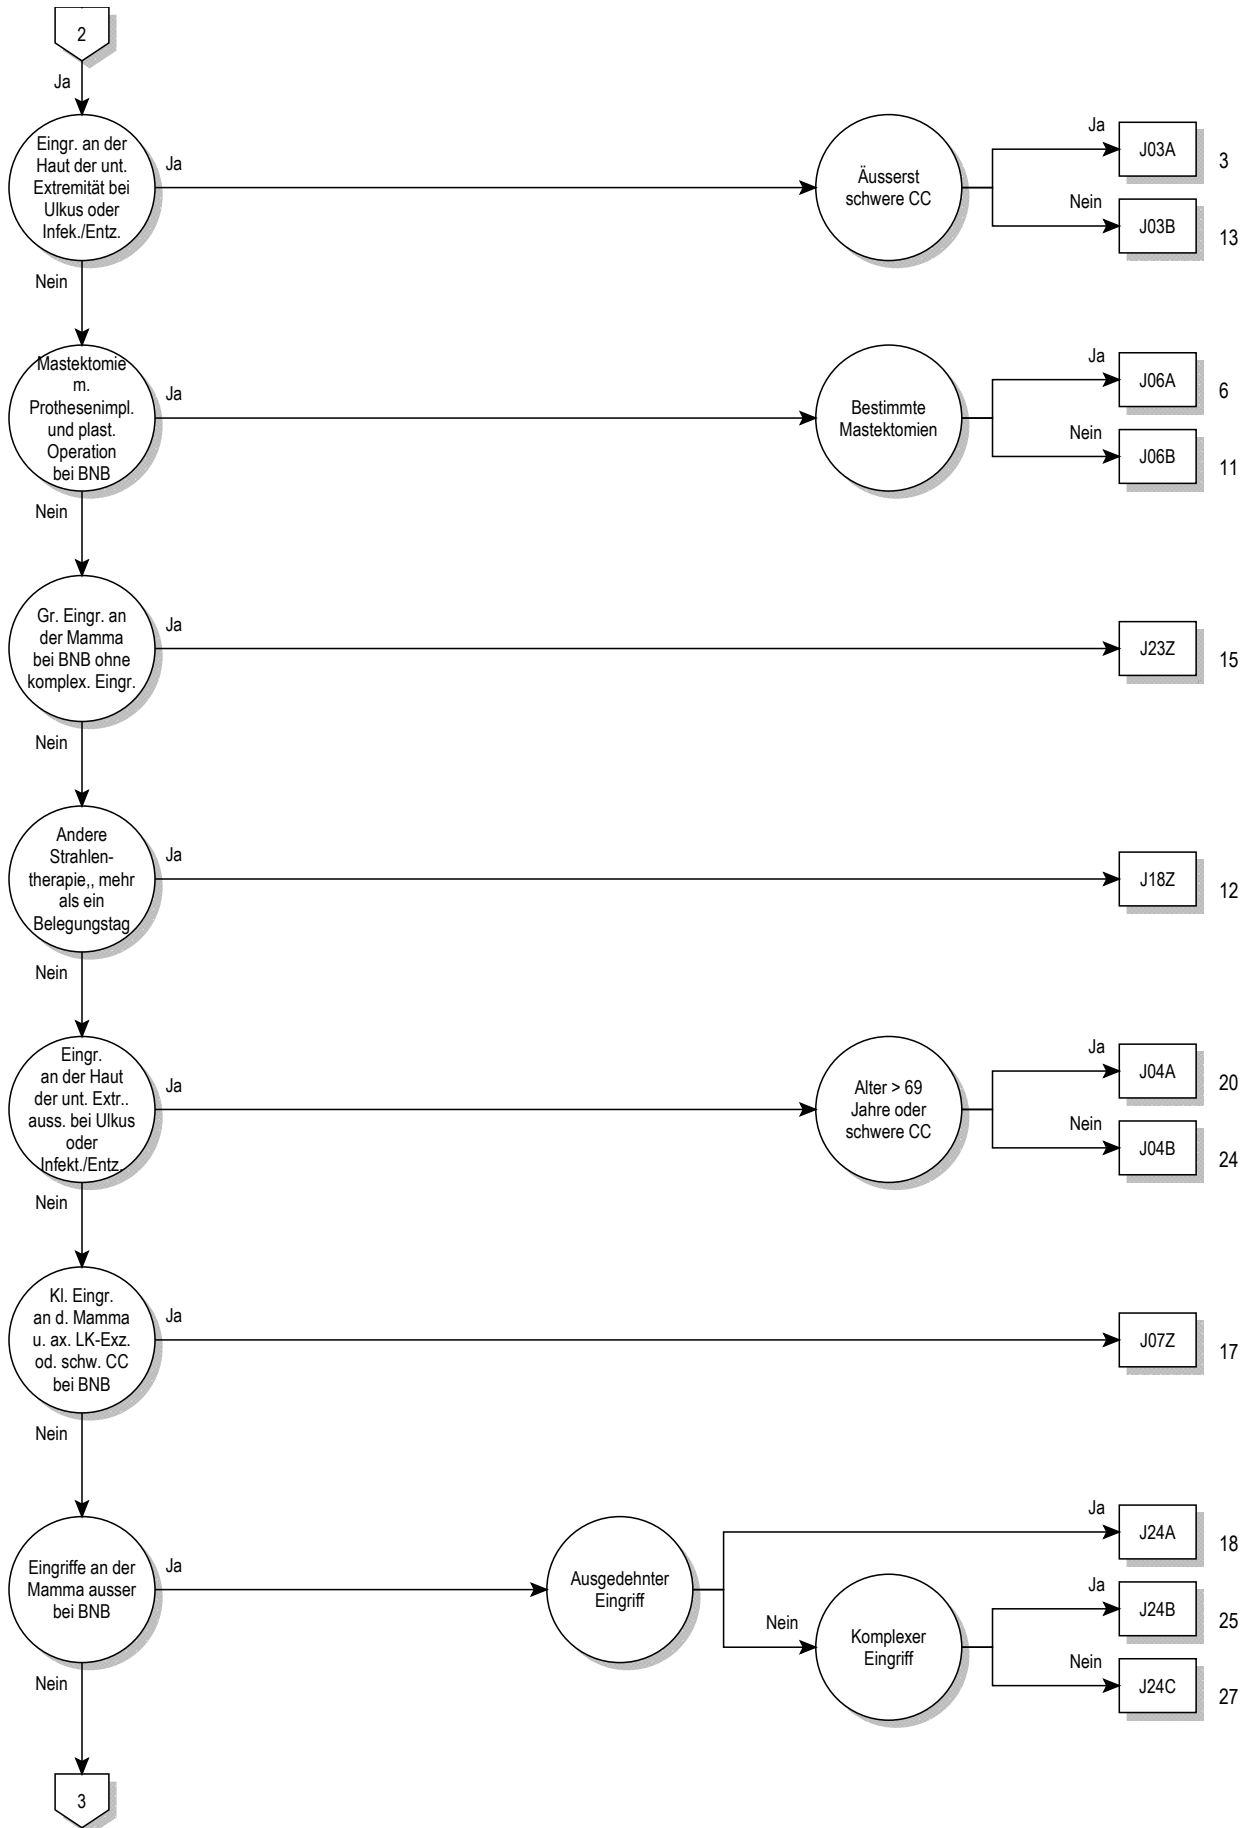 2
Ja
Eingr. an der
Haut der unt.
Extremität bei
Ulkus oder
Infek./Entz.
Ja
Äusserst
schwere CC
Ja
J03A
3
Nein
J03B
13
Nein
Mastektomie
m.
Prothesenimpl.
und plast.
Operation
bei BNB
Ja
Bestimmte
Mastektomien
Ja
J06A
6
Nein
J06B
11
Nein
Gr. Eingr. an
der Mamma
bei BNB ohne
komplex. Eingr.
Ja
J23Z
15
Nein
Andere
Strahlen-
therapie,, mehr
als ein
Belegungstag
Ja
J18Z
12
Nein
Eingr.
an der Haut
der unt. Extr..
auss. bei Ulkus
oder
Infekt./Entz.
Ja
Alter > 69
Jahre oder
schwere CC
Ja
J04A
20
Nein
J04B
24
Nein
Kl. Eingr.
an d. Mamma
u. ax. LK-Exz.
od. schw. CC
bei BNB
Ja
J07Z
17
Nein
Eingriffe an der
Mamma ausser
bei BNB
Ja
Ausgedehnter
Eingriff
Ja
J24A
18
Nein
Komplexer
Eingriff
Ja
J24B
25
Nein
J24C
27
Nein
3